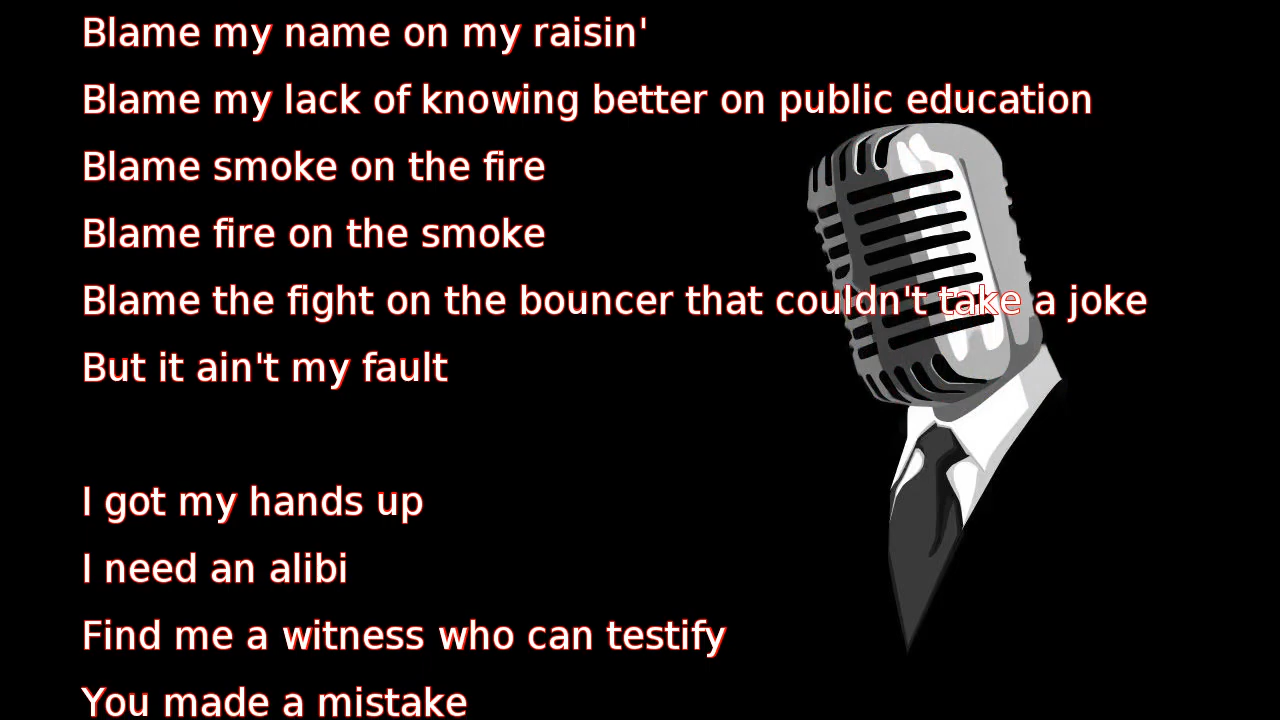 Blame my name on my raisin'
Blame my lack of knowing better on public education
Blame smoke on the fire
Blame fire on the smoke
Blame the fight on the bouncer that couldn't take a joke
But it ain't my fault
I got my hands up
I need an alibi
Find me a witness who can testify
You made a mistake